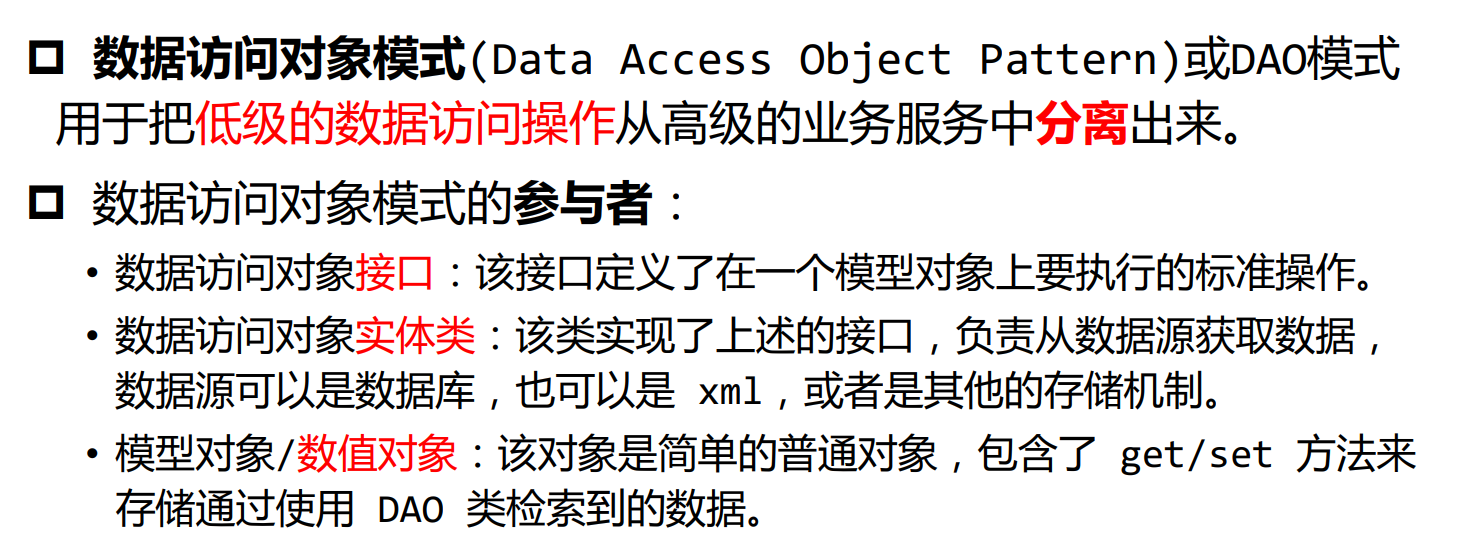 数据访问对象模式(Data Access Object Pattern)或DAO模式
用于把低级的数据访问操作从高级的业务服务中分离出来。
数据访问对象模式的参与者：
• 数据访问对象接口：该接口定义了在一个模型对象上要执行的标准操作。
• 数据访问对象实体类：该类实现了上述的接口，负责从数据源获取数据，
数据源可以是数据库，也可以是 xml，或者是其他的存储机制。
• 模型对象/数值对象：该对象是简单的普通对象，包含了 get/set 方法来
存储通过使用 DAO 类检索到的数据。